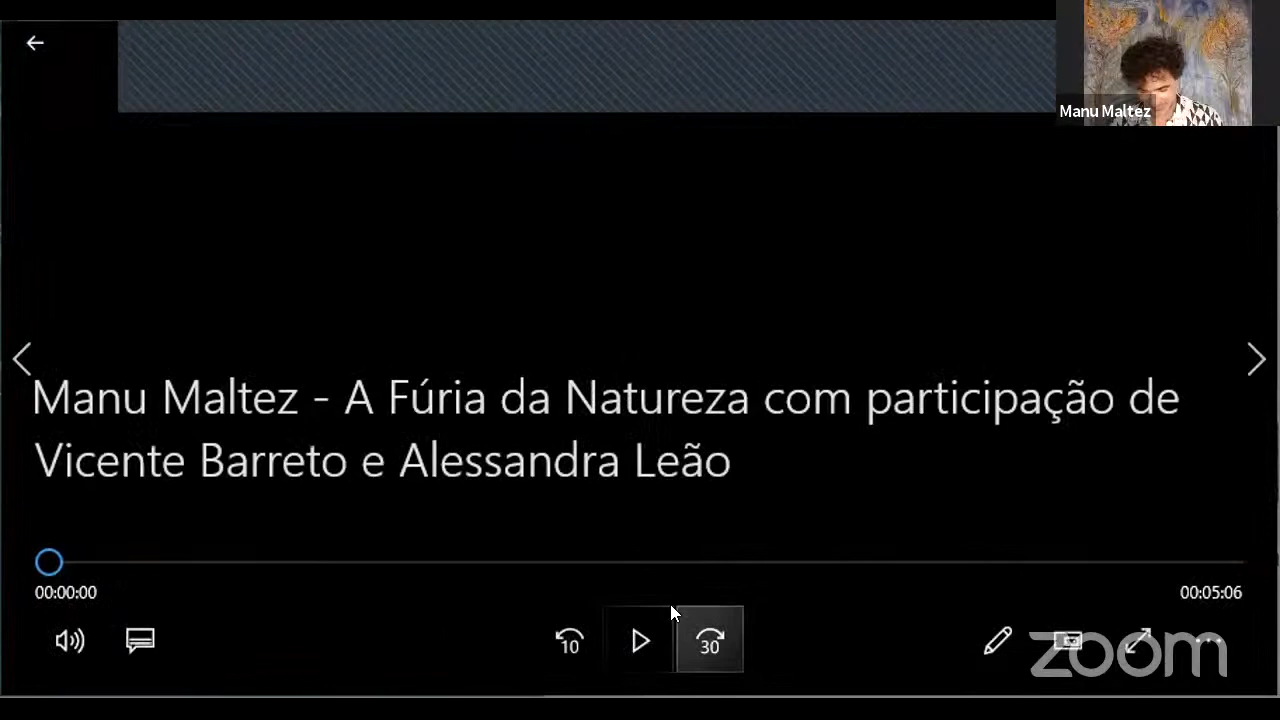 Manu Maltez
Manu Maltez - A Fúria da Natureza com participação de
Vicente Barreto e Alessandra Leão
00:00:00
00:05:06
10
30
zoom